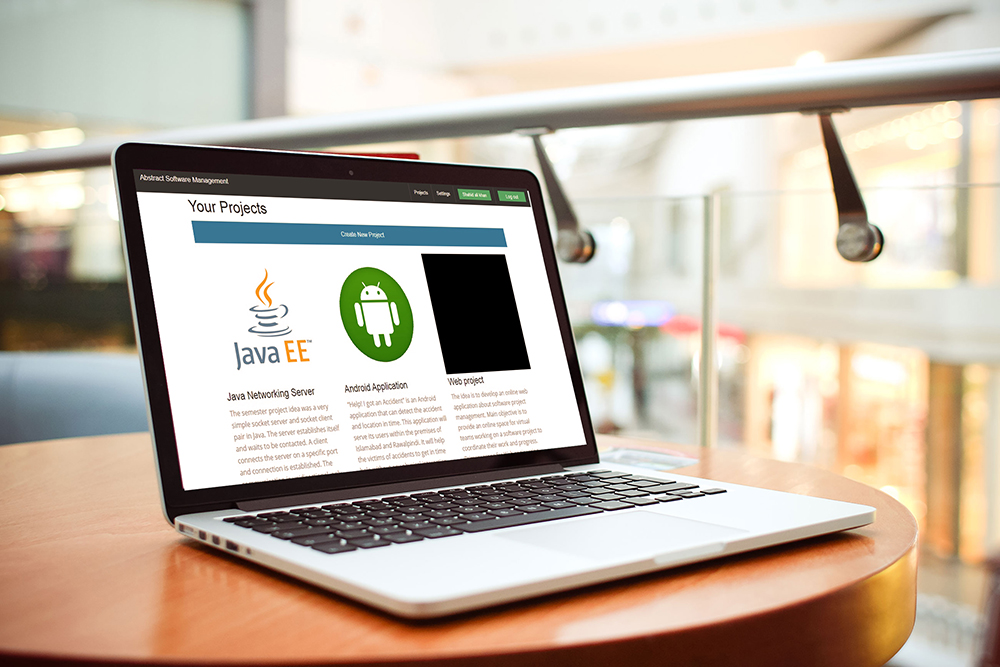 Abstract Software Management
Projects
Settings
Log out
Your Projects
Create New Project
Java EE™
Java Networking Server
The semester project idea was a very
simple socket server and socket client
pair in Java. The server establishes itself
and waits to be contacted. A client
connects the server on a specific port
and connection is established. The
Android Application
"Help! I got an Accident" is an Android
application that can detect the accident
and location in time. This application will
serve its users within the premises of
Islamabad and Rawalpindi. It will help
the victims of accidents to get in time
Web project
The idea is to develop an online web
application about software project
management. Main objective is to
provide an online space for virtual
teams working on a software project to
coordinate their work and progress.